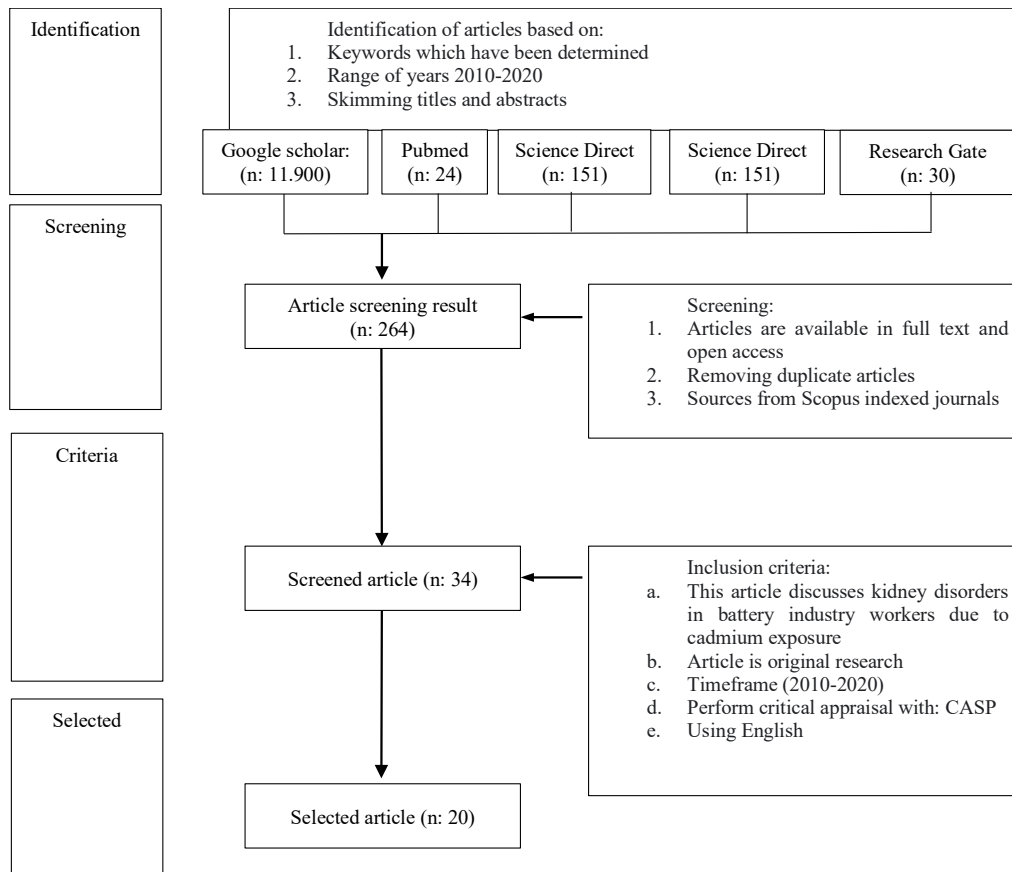 Identification
Identification of articles based on:
1. Keywords which have been determined
2. Range of years 2010-2020
3. Skimming titles and abstracts
Google scholar:
(n: 11.900)
Pubmed
(n: 24)
Science Direct
(n: 151)
Science Direct
(n: 151)
Research Gate
(n: 30)
Screening
Article screening result
(n: 264)
Screening:
1. Articles are available in full text and
open access
2. Removing duplicate articles
3. Sources from Scopus indexed journals
Criteria
Screened article (n: 34)
Inclusion criteria:
a. This article discusses kidney disorders
in battery industry workers due to
cadmium exposure
b. Article is original research
c. Timeframe (2010-2020)
d. Perform critical appraisal with: CASP
e. Using English
Selected
Selected article (n: 20)